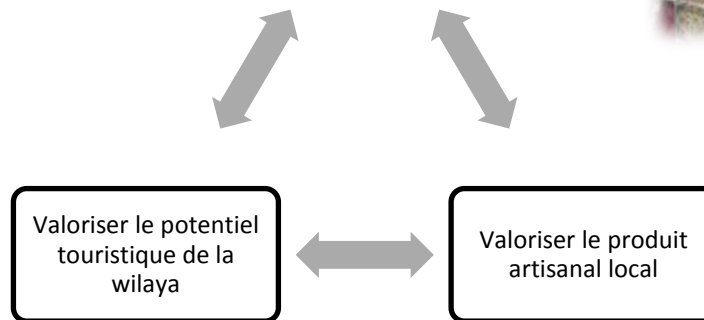 Valoriser le potentiel
touristique de la
wilaya
Valoriser le produit
artisanal local